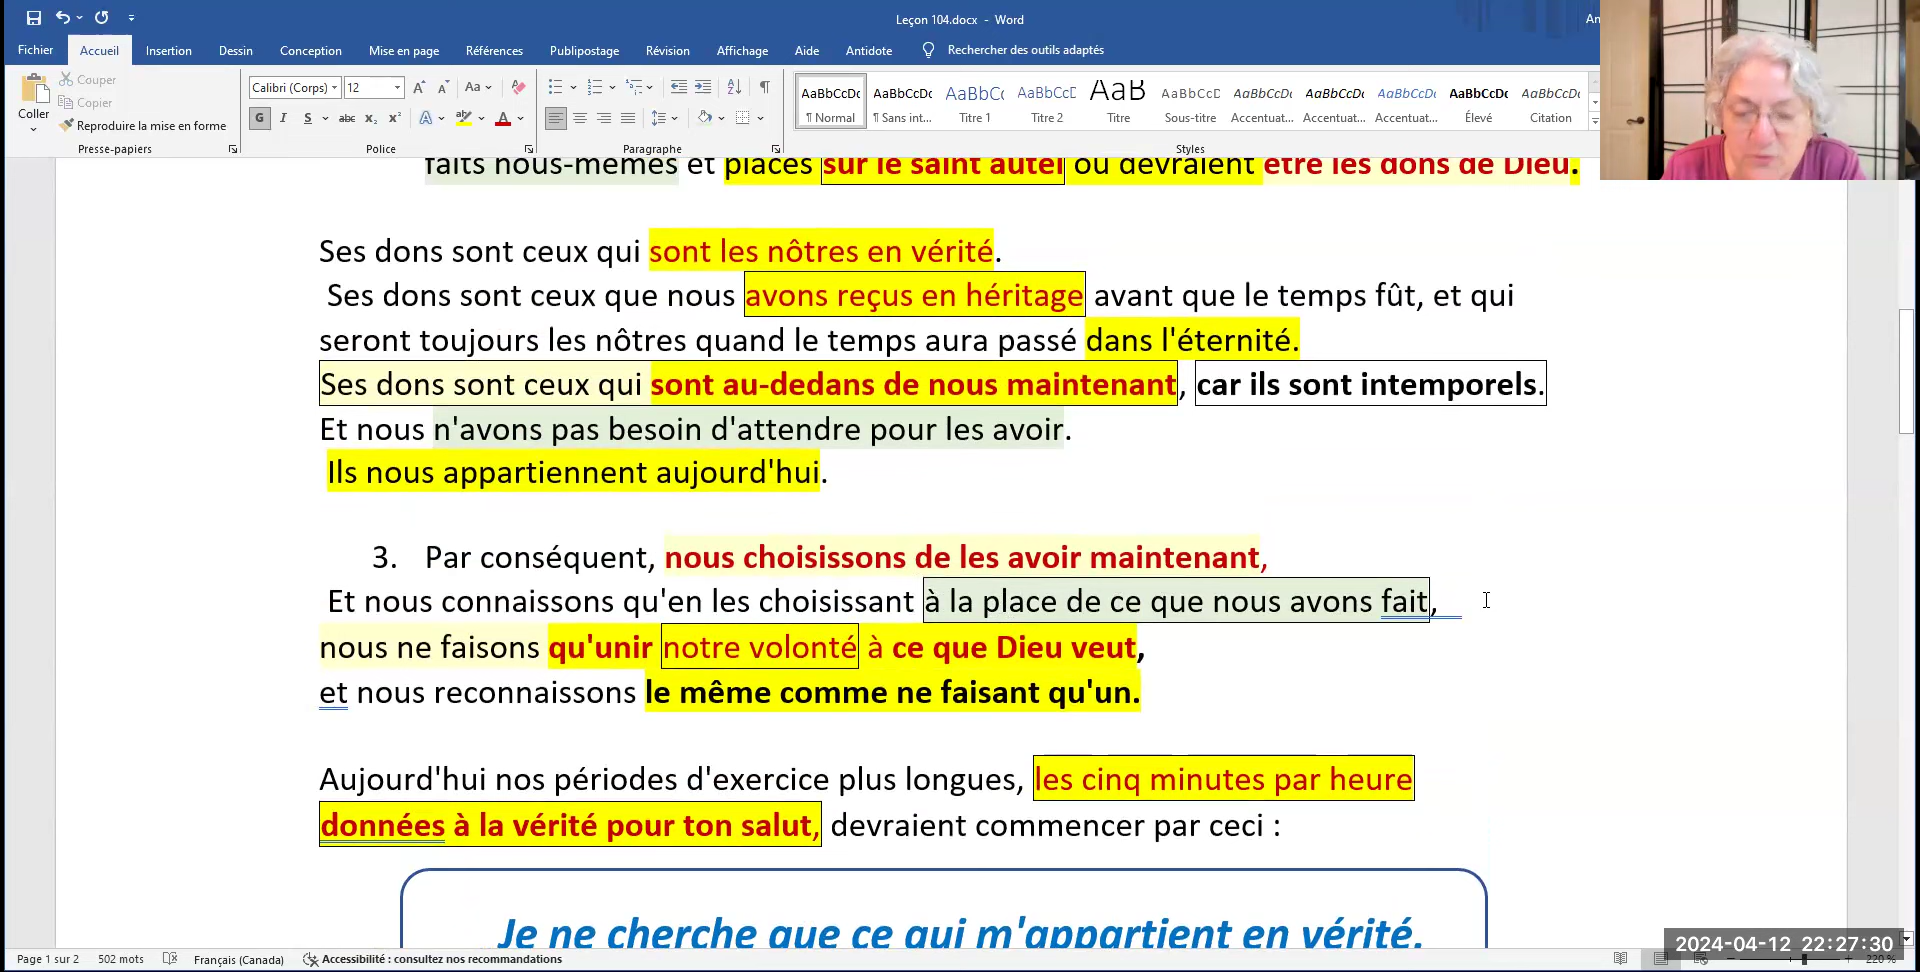 Leçon 104.docx - Word
An
Fichier Accueil Insertion Dessin Conception Mise en page Références Publipostage Révision Affichage Aide Antidote Rechercher des outils adaptés
Coller
Couper
Copier
Reproduire la mise en forme
Presse-papiers
Calibri (Corps) 12
Police
Paragraphe
AaBbCcDc AaBbCcDc AaBbCc AaBbCcD AaB AaBbCcD AaBbCcDc AaBbCcDc AaBbCcDc AaBbCcDc AaBbCcDc
¶ Normal ¶ Sans int... Titre 1 Titre 2 Titre Sous-titre Accentuat... Accentuat... Accentuat... Élevé Citation
Styles
faits nous-mêmes et placés sur le saint autel où devraient être les dons de Dieu.
Ses dons sont ceux qui sont les nôtres en vérité.
Ses dons sont ceux que nous avons reçus en héritage avant que le temps fût, et qui
seront toujours les nôtres quand le temps aura passé dans l'éternité.
Ses dons sont ceux qui sont au-dedans de nous maintenant, car ils sont intemporels.
Et nous n'avons pas besoin d'attendre pour les avoir.
Ils nous appartiennent aujourd'hui.
3. Par conséquent, nous choisissons de les avoir maintenant,
Et nous connaissons qu'en les choisissant à la place de ce que nous avons fait,
nous ne faisons qu'unir notre volonté à ce que Dieu veut,
et nous reconnaissons le même comme ne faisant qu'un.
Aujourd'hui nos périodes d'exercice plus longues, les cinq minutes par heure
données à la vérité pour ton salut, devraient commencer par ceci :
Je ne cherche que ce qui m'appartient en vérité.
Page 1 sur 2 502 mots Français (Canada) Accessibilité : consultez nos recommandations
220 %
2024-04-12 22:27:30